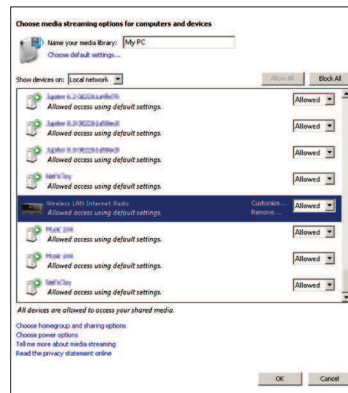 Choose media streaming options for computers and devices
Name your media library: My PC
Choose default settings...
Show devices on: Local network Allow All Block All
Allowed access using default settings. Allowed
Allowed access using default settings. Allowed
Allowed access using default settings. Allowed
Allowed access using default settings. Allowed
Wireless LAN Internet Radio Customize... Allowed
Allowed access using default settings. Remove...
Music Link Allowed
Allowed access using default settings.
Music Link Allowed
Allowed access using default settings.
Allowed access using default settings. Allowed
All devices are allowed to access your shared media.
Choose homegroup and sharing options
Choose power options
Tell me more about media streaming
Read the privacy statement online
OK Cancel